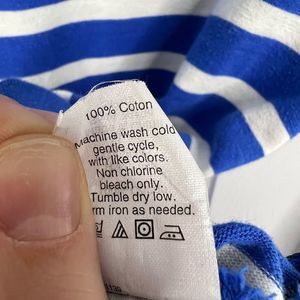 100% Coton
Machine wash cold
gentle cycle,
with like colors.
Non chlorine
bleach only.
Tumble dry low.
rm iron as needed.